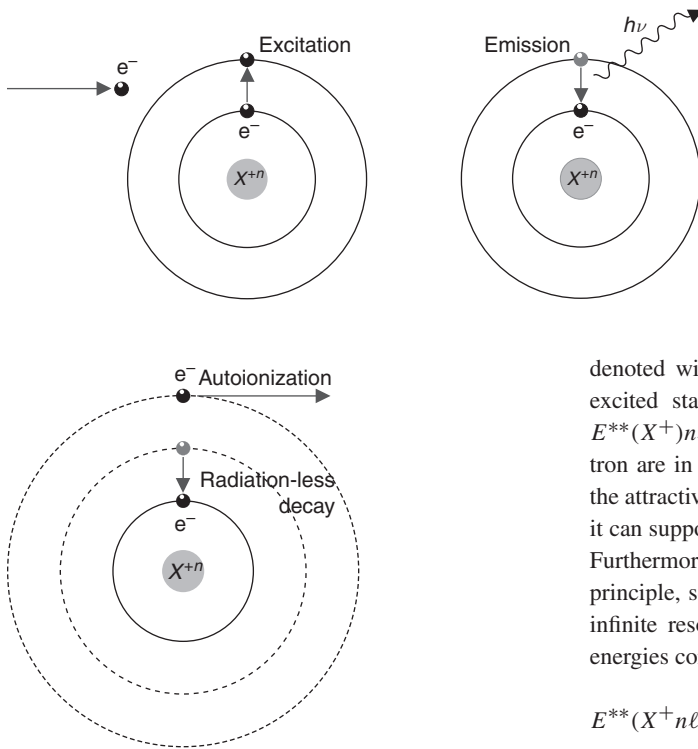 e⁻
Excitation
e⁻
X⁺ⁿ
Emission
hν
e⁻
X⁺ⁿ
e⁻
Autoionization
Radiation-less
decay
e⁻
X⁺ⁿ
denoted wi
excited sta
E**(X⁺)n
tron are in
the attractiv
it can suppo
Furthermor
principle, s
infinite reso
energies co
E**(X⁺nℓ